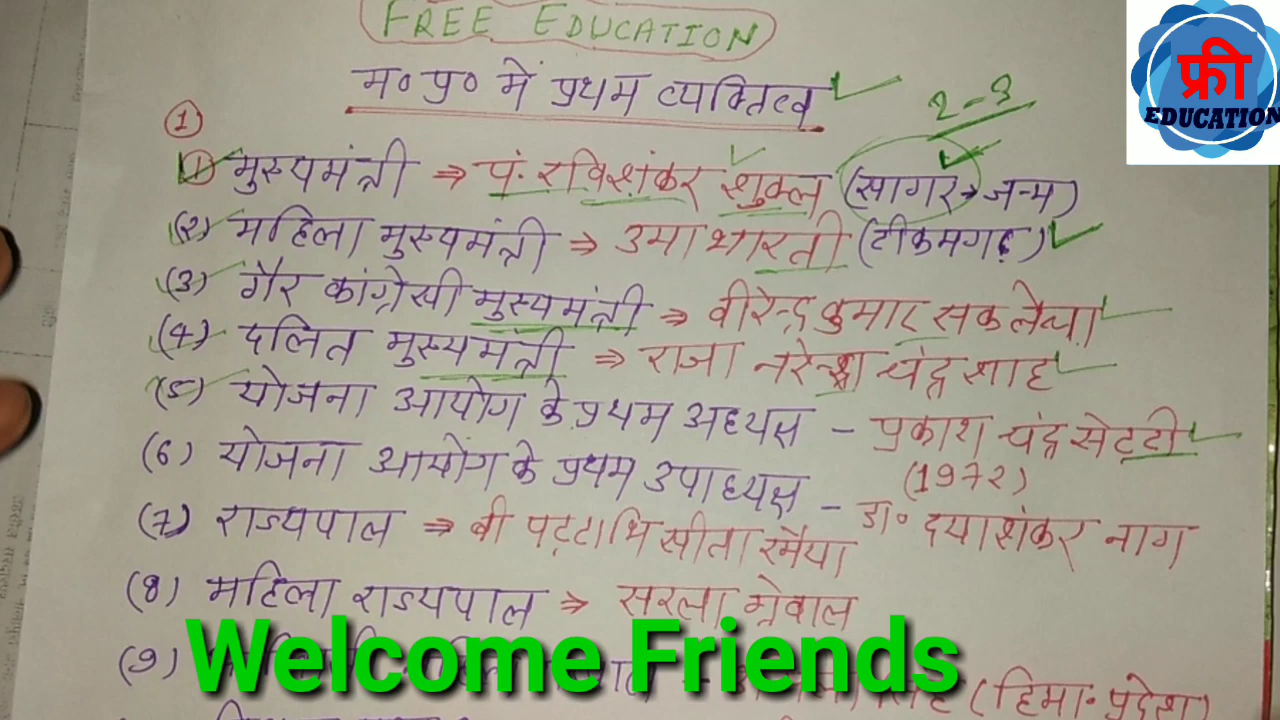 FREE EDUCATION
म० प्र० में प्रथम व्यक्तित्व
2-3
फ्री
EDUCATION
1
(1) मुख्यमंत्री ⇒ पं. रविशंकर शुक्ल (सागर → जन्म)
(२) महिला मुख्यमंत्री ⇒ उमा भारती (टीकमगढ़)
(3) गैर कांग्रेसी मुख्यमंत्री ⇒ वीरेन्द्र कुमार सकलेचा
(4) दलित मुख्यमंत्री ⇒ राजा नरेन्श चंद्र शाह
(5) योजना आयोग के प्रथम अध्यक्ष - प्रकाश चंद्र सेट्टी
(1972)
(6) योजना आयोग के प्रथम उपाध्यक्ष - डा० दयाशंकर नाग
(7) राज्यपाल ⇒ बी पट्टाभि सीता रमैया
(8) महिला राज्यपाल ⇒ सरला ग्रेवाल
(9) (हिमा. प्रदेश)
Welcome Friends